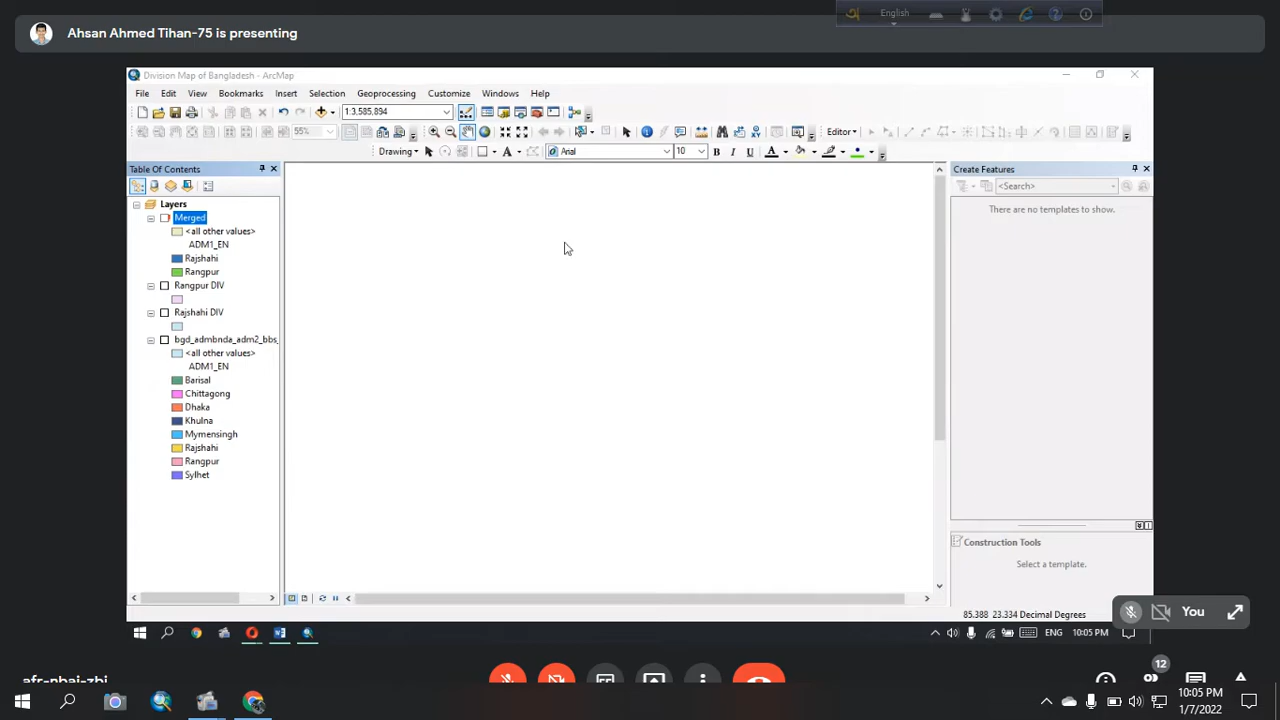 English
Ahsan Ahmed Tihan-75 is presenting
Division Map of Bangladesh - ArcMap
File Edit View Bookmarks Insert Selection Geoprocessing Customize Windows Help
1:3,585,894
55% Editor
Drawing A Arial 10 B I U A
Table Of Contents
Layers
Merged
<all other values>
ADM1_EN
Rajshahi
Rangpur
Rangpur DIV
Rajshahi DIV
bgd_admbnda_adm2_bbs_
<all other values>
ADM1_EN
Barisal
Chittagong
Dhaka
Khulna
Mymensingh
Rajshahi
Rangpur
Sylhet
Create Features
<Search>
There are no templates to show.
Construction Tools
Select a template.
85.388 23.334 Decimal Degrees
You
ENG 10:05 PM
12
afr-nbai-zhi
10:05 PM
1/7/2022